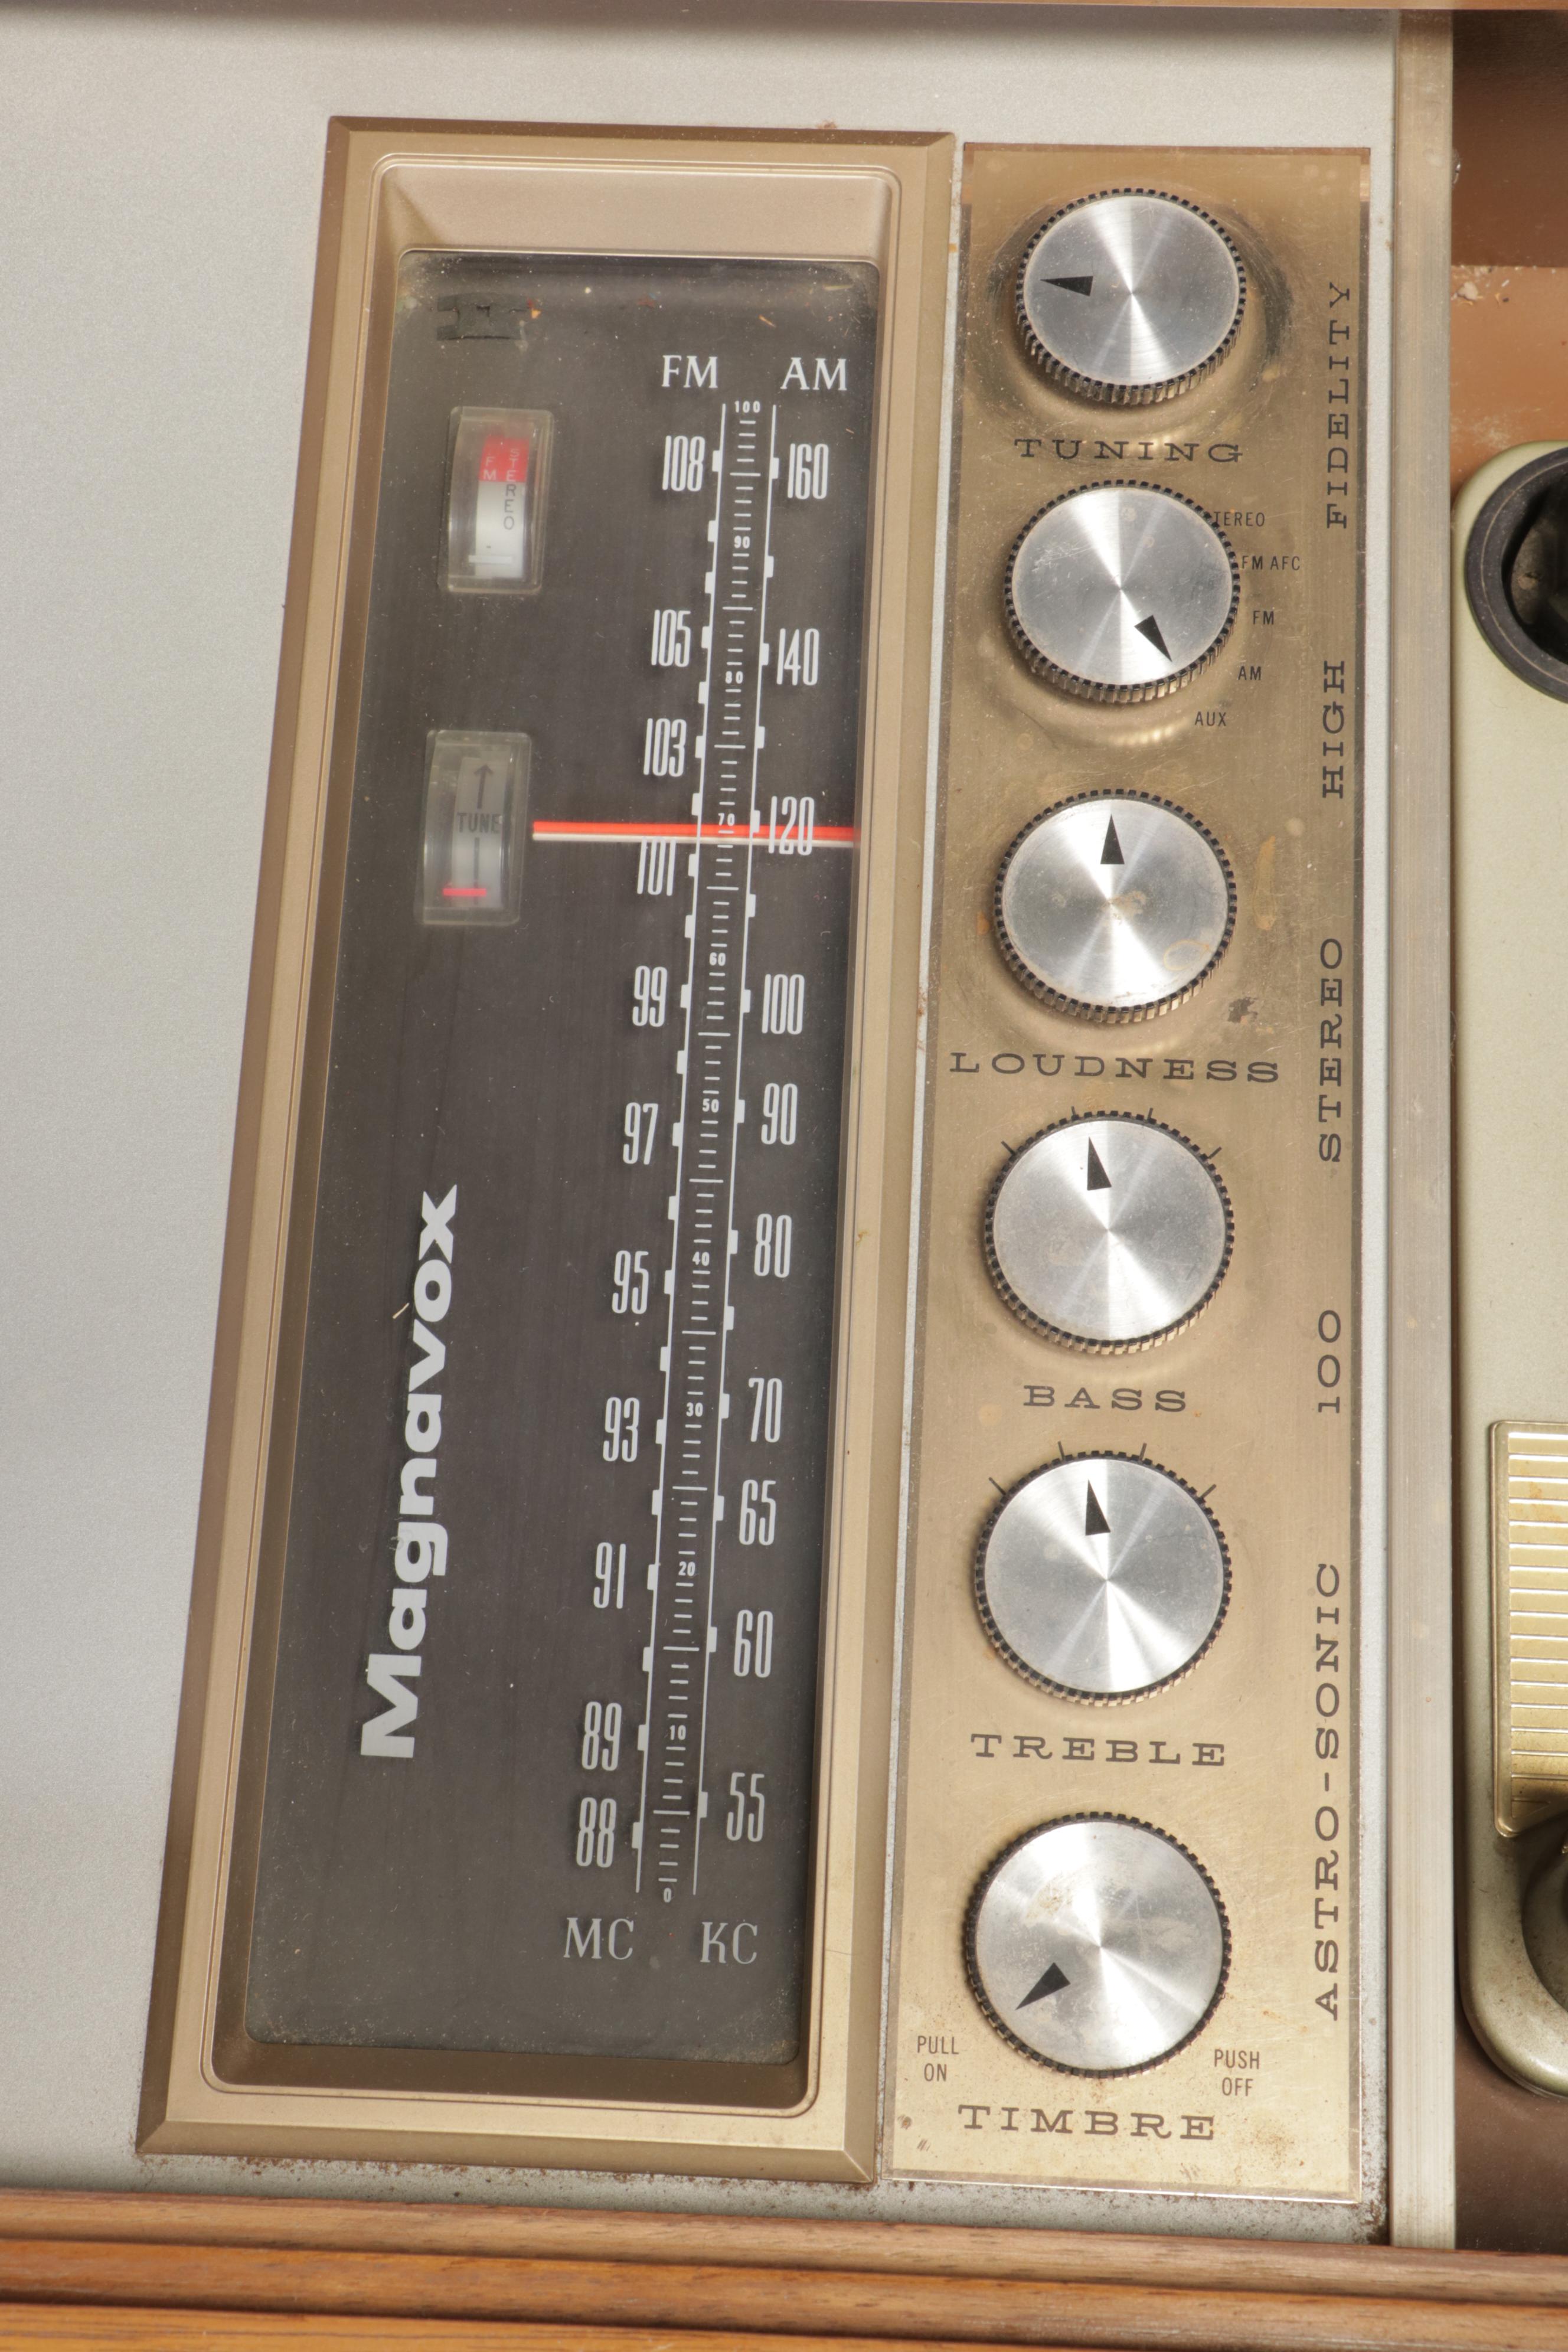 FM AM
100
108 160
90
105 140
80
103
70
120
101
60
99 100
50
97 90
40
95 80
30
93 70
65
20
91
60
10
89
55
88
0
MC KC
FM STEREO
TUNE
Magnavox
TUNING
TEREO
FM AFC
FM
AM
AUX
LOUDNESS
BASS
TREBLE
PULL ON
PUSH OFF
TIMBRE
ASTRO-SONIC 100 STEREO HIGH FIDELITY